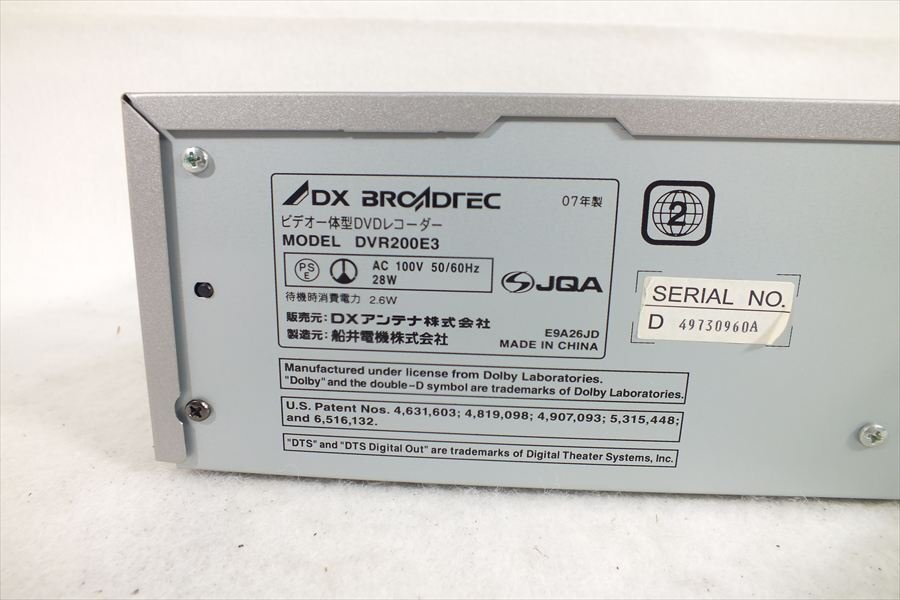 DX BROADTEC
07年製
ビデオ一体型DVDレコーダー
MODEL DVR200E3
PS
E
AC 100V 50/60Hz
28W
JQA
待機時消費電力 2.6W
販売元: DXアンテナ株式会社
製造元: 船井電機株式会社
E9A26JD
MADE IN CHINA
2
SERIAL NO.
D 49730960A
Manufactured under license from Dolby Laboratories.
"Dolby" and the double-D symbol are trademarks of Dolby Laboratories.
U.S. Patent Nos. 4,631,603; 4,819,098; 4,907,093; 5,315,448;
and 6,516,132.
"DTS" and "DTS Digital Out" are trademarks of Digital Theater Systems, Inc.